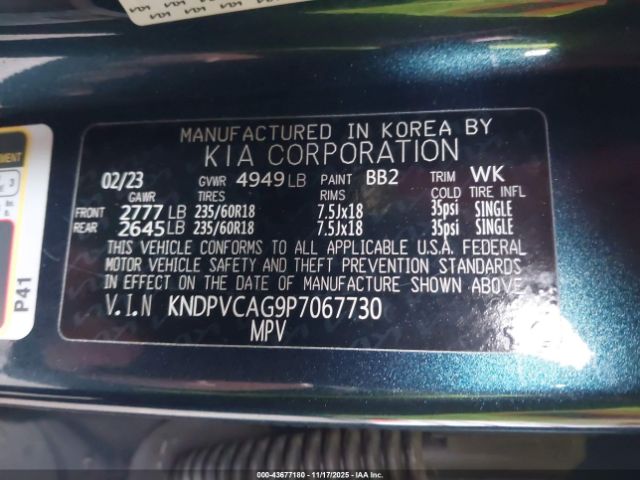 MANUFACTURED IN KOREA BY
KIA CORPORATION
02/23 GVWR 4949 LB PAINT BB2 TRIM WK
GAWR TIRES RIMS COLD TIRE INFL
FRONT 2777 LB 235/60R18 7.5Jx18 35psi SINGLE
REAR 2645 LB 235/60R18 7.5Jx18 35psi SINGLE
THIS VEHICLE CONFORMS TO ALL APPLICABLE U.S.A. FEDERAL
MOTOR VEHICLE SAFETY AND THEFT PREVENTION STANDARDS
IN EFFECT ON THE DATE OF MANUFACTURE SHOWN ABOVE
V.I.N KNDPVCAG9P7067730
MPV
3
P41
000-43677180 - 11/17/2025 - IAA, Inc.